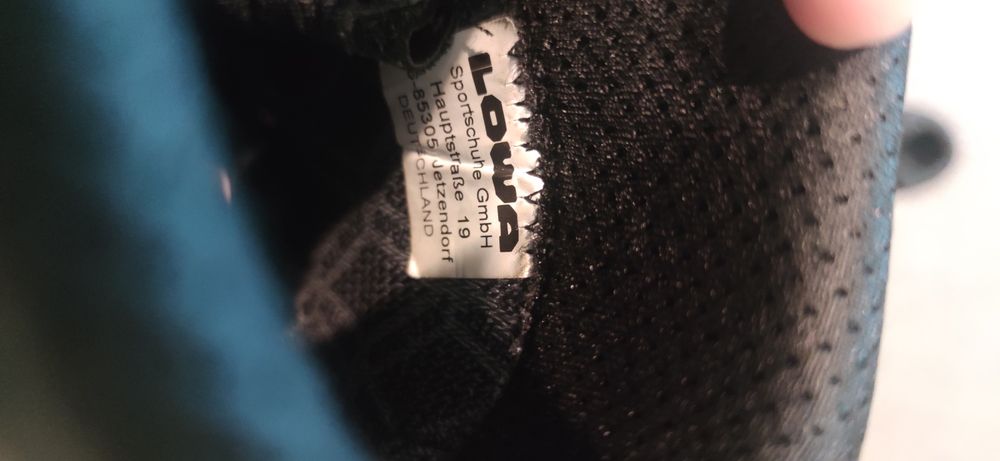 LOWA
Sportschuhe GmbH
Hauptstraße 19
85305 Jetzendorf
DEUTSCHLAND